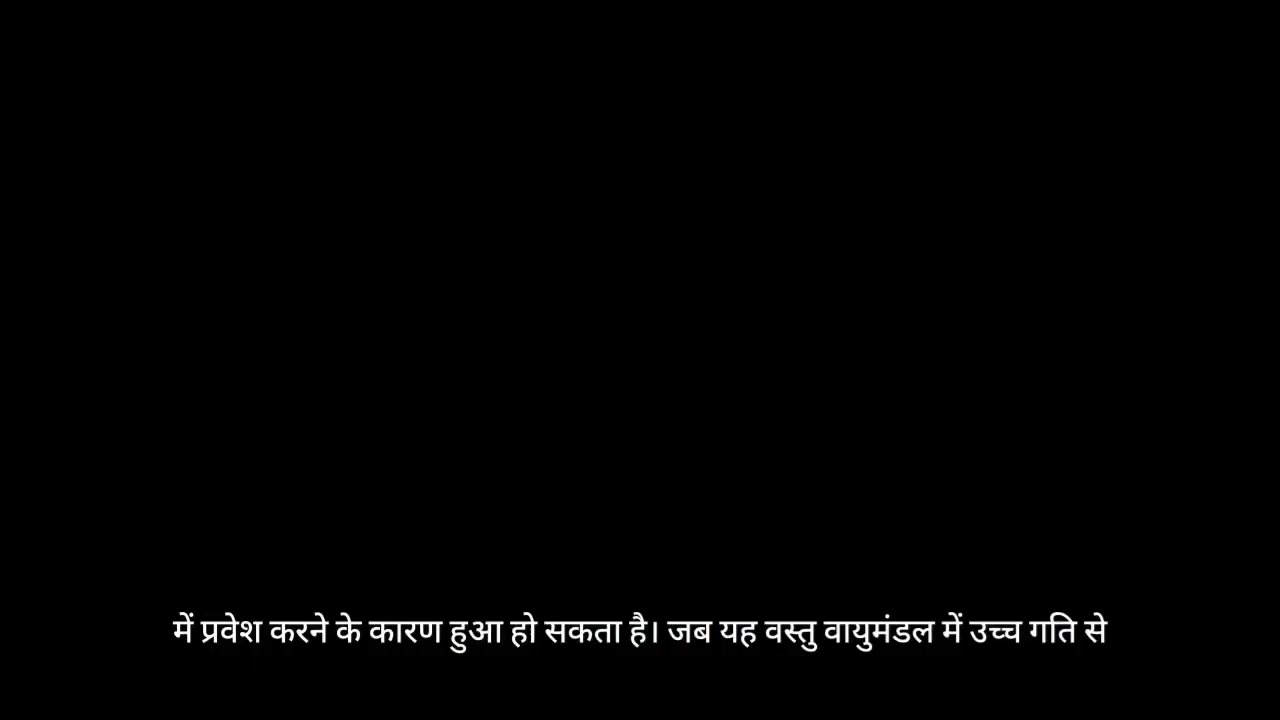 में प्रवेश करने के कारण हुआ हो सकता है। जब यह वस्तु वायुमंडल में उच्च गति से